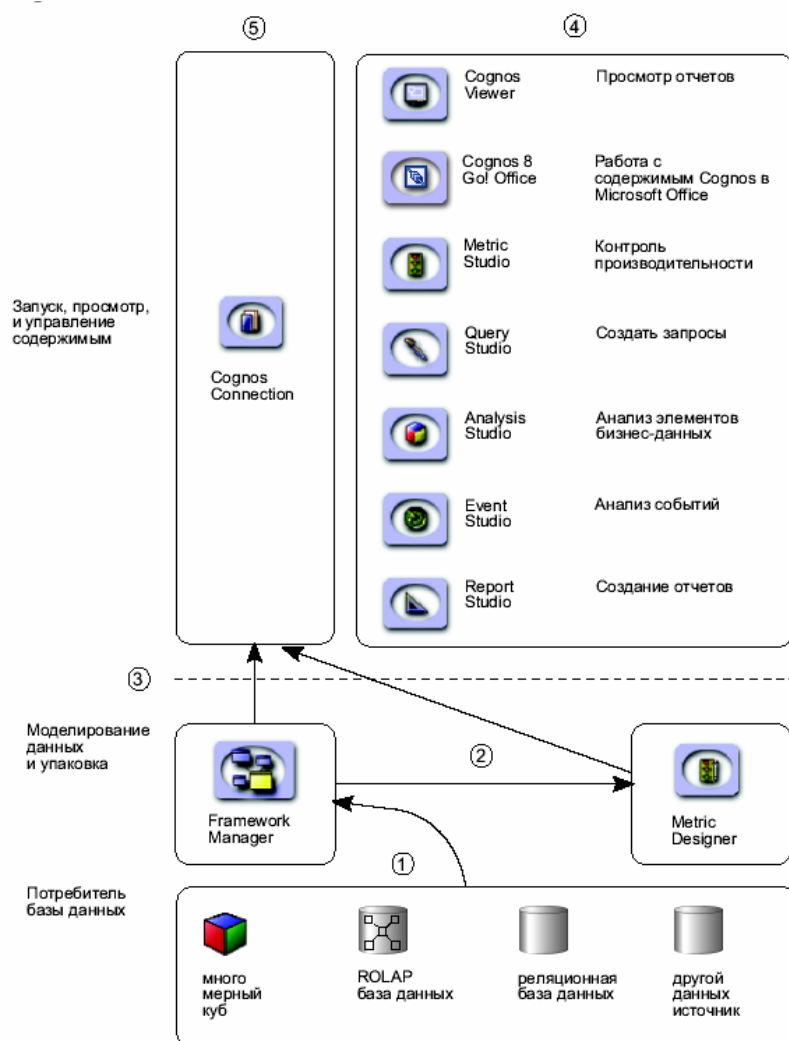 ⑤
④
Cognos
Viewer
Просмотр отчетов
Cognos 8
Go! Office
Работа с
содержимым Cognos в
Microsoft Office
Metric
Studio
Контроль
производительности
Запуск, просмотр,
и управление
содержимым
Cognos
Connection
Query
Studio
Создать запросы
Analysis
Studio
Анализ элементов
бизнес-данных
Event
Studio
Анализ событий
Report
Studio
Создание отчетов
③
Моделирование
данных
и упаковка
②
Framework
Manager
Metric
Designer
①
Потребитель
базы данных
много
мерный
куб
ROLAP
база данных
реляционная
база данных
другой
данных
источник